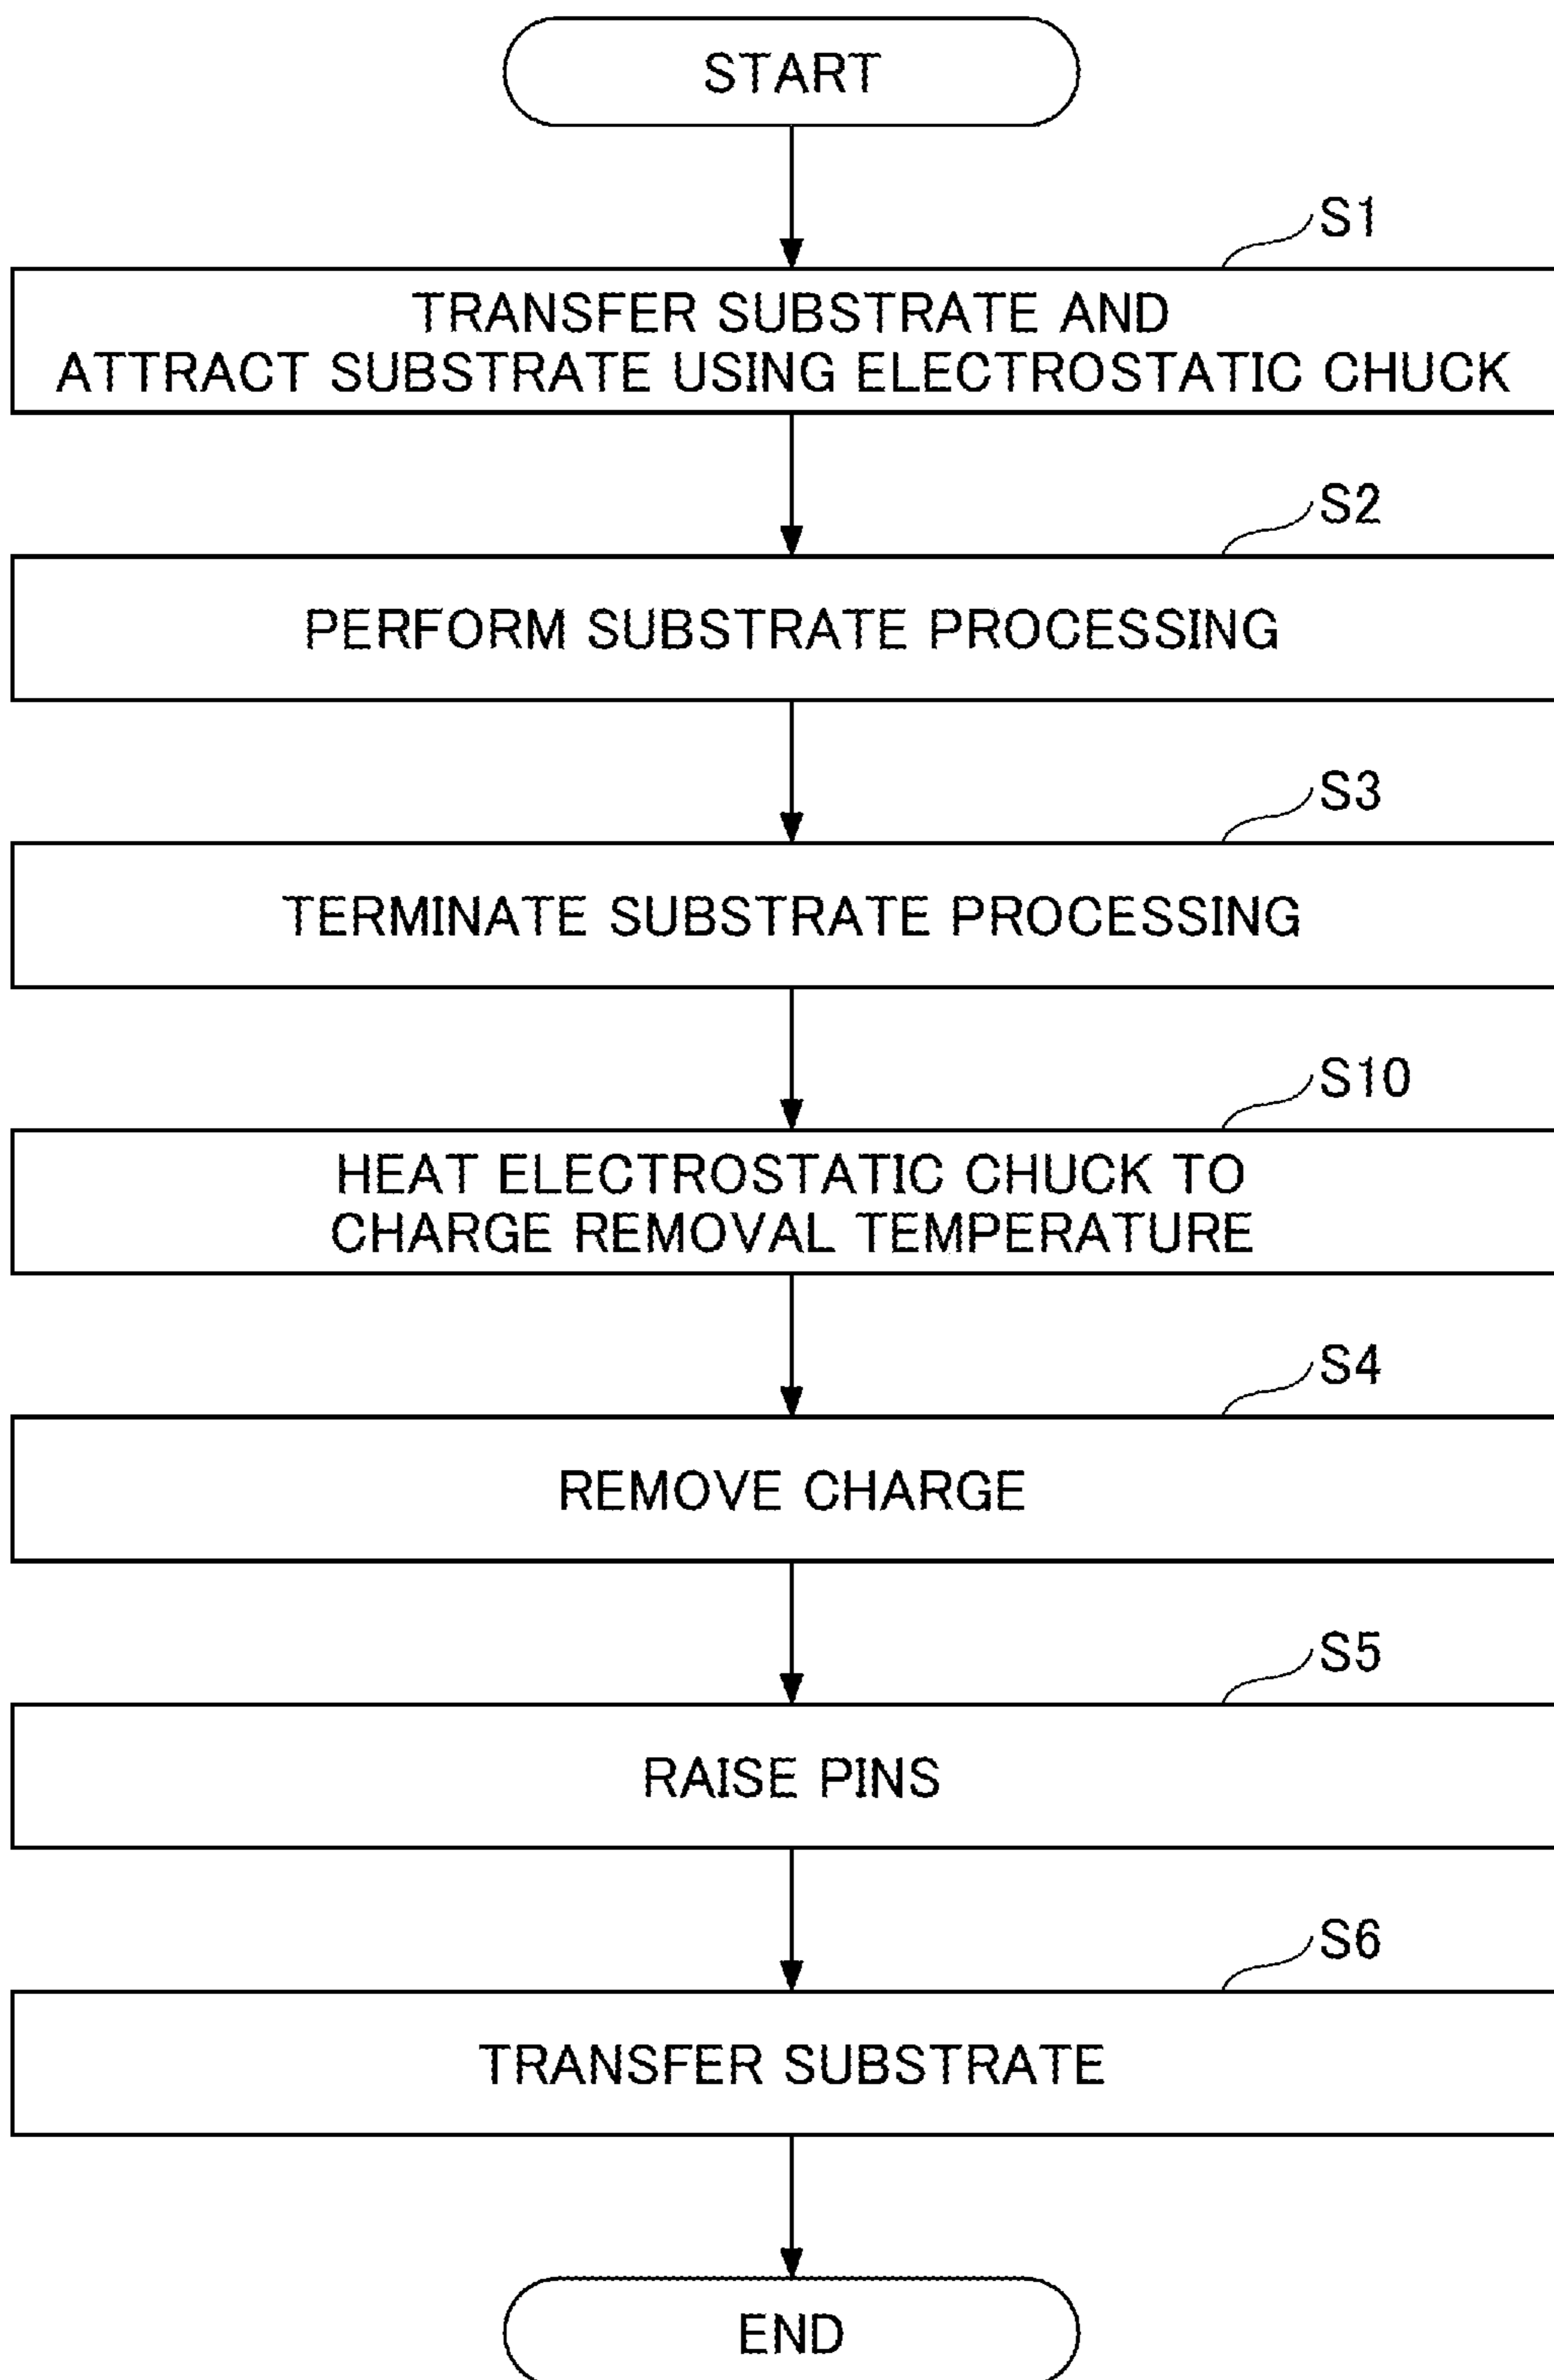 START
S1
TRANSFER SUBSTRATE AND
ATTRACT SUBSTRATE USING ELECTROSTATIC CHUCK
S2
PERFORM SUBSTRATE PROCESSING
S3
TERMINATE SUBSTRATE PROCESSING
S10
HEAT ELECTROSTATIC CHUCK TO
CHARGE REMOVAL TEMPERATURE
S4
REMOVE CHARGE
S5
RAISE PINS
S6
TRANSFER SUBSTRATE
END